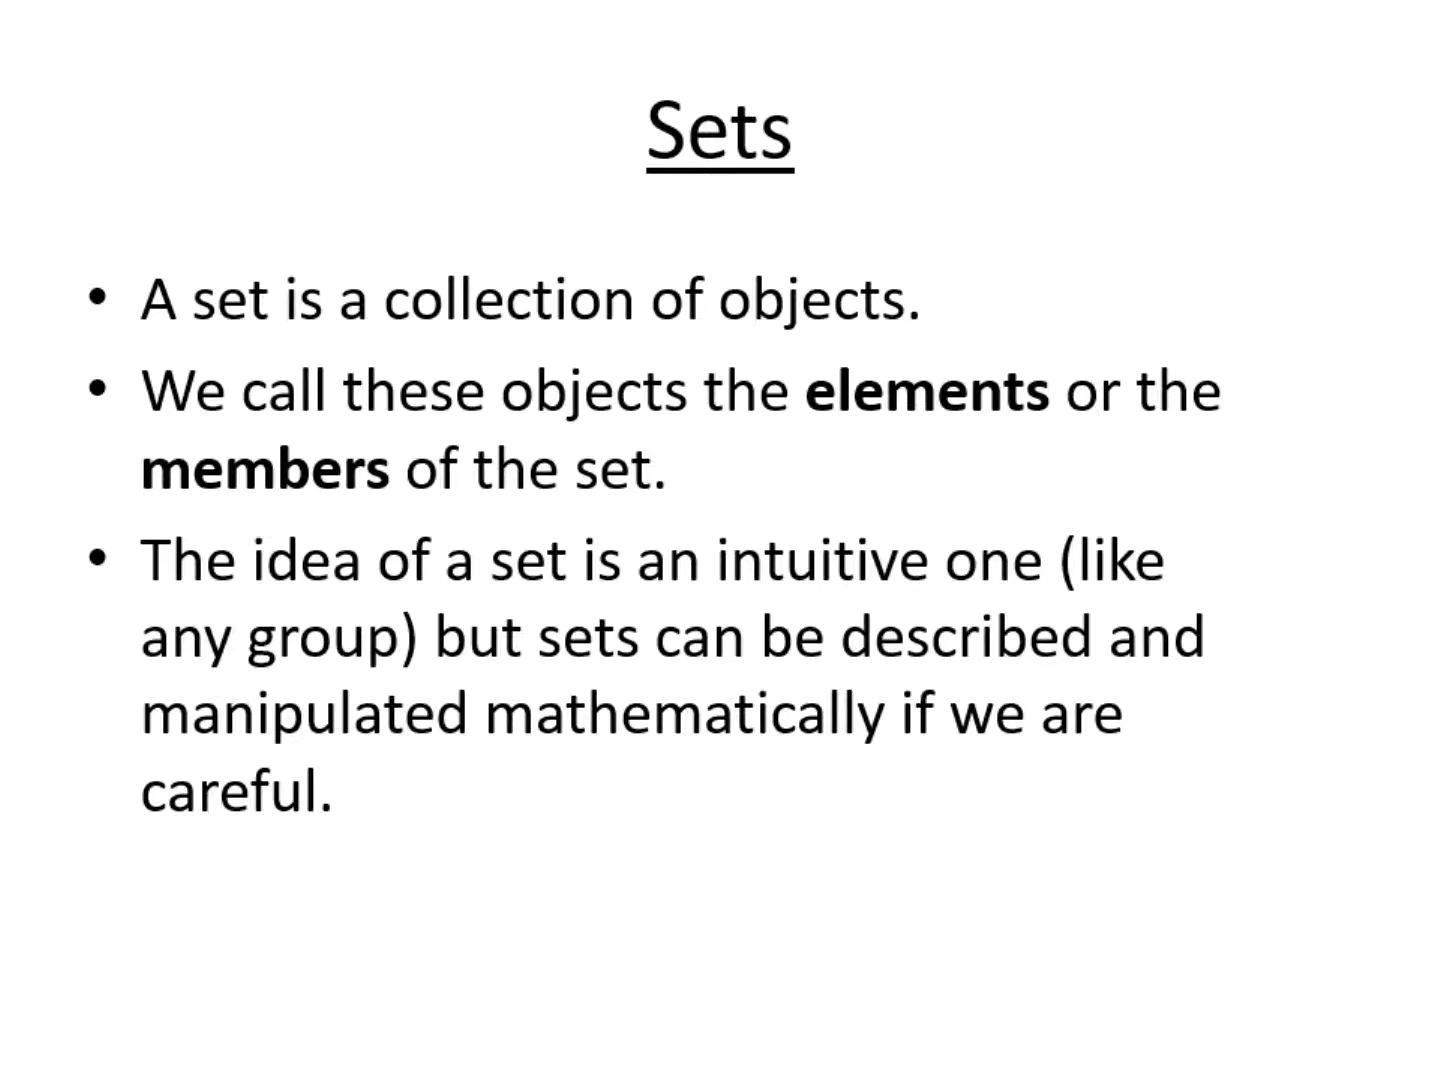 Sets
• A set is a collection of objects.
• We call these objects the elements or the
members of the set.
• The idea of a set is an intuitive one (like
any group) but sets can be described and
manipulated mathematically if we are
careful.